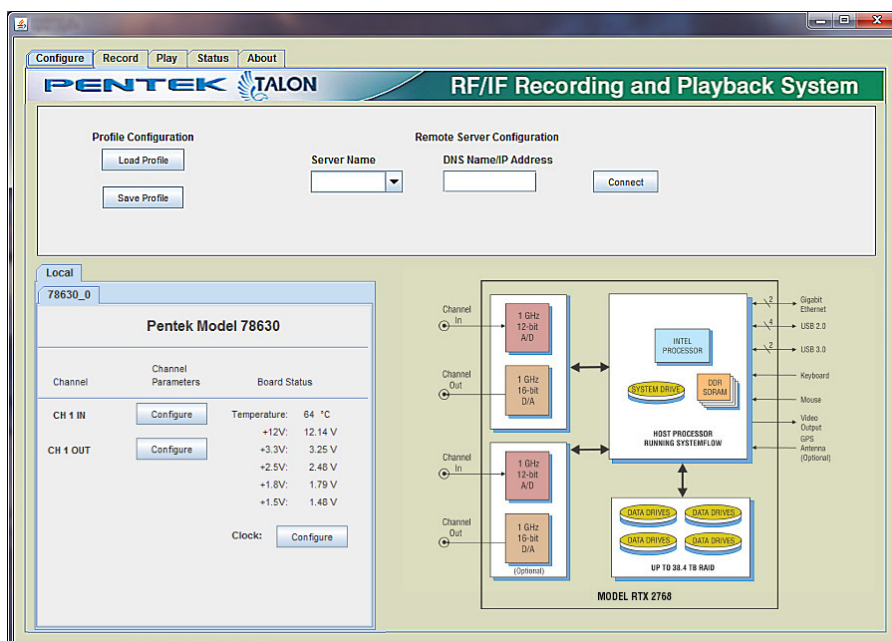 Configure Record Play Status About
PENTEK TALON RF/IF Recording and Playback System
Profile Configuration
Load Profile
Save Profile
Remote Server Configuration
Server Name DNS Name/IP Address
Connect
Local
78630_0
Pentek Model 78630
Channel Channel Parameters Board Status
CH 1 IN Configure Temperature: 64 °C
+12V: 12.14 V
CH 1 OUT Configure +3.3V: 3.25 V
+2.5V: 2.48 V
+1.8V: 1.79 V
+1.5V: 1.48 V
Clock: Configure
Channel
In
1 GHz
12-bit
A/D
Channel
Out
1 GHz
16-bit
D/A
Channel
In
1 GHz
12-bit
A/D
Channel
Out
1 GHz
16-bit
D/A
(Optional)
INTEL
PROCESSOR
SYSTEM DRIVE
DDR
SDRAM
HOST PROCESSOR
RUNNING SYSTEMFLOW
2 Gigabit
Ethernet
4 USB 2.0
2 USB 3.0
Keyboard
Mouse
Video
Output
GPS
Antenna
(Optional)
DATA DRIVES DATA DRIVES
DATA DRIVES DATA DRIVES
UP TO 38.4 TB RAID
MODEL RTX 2768